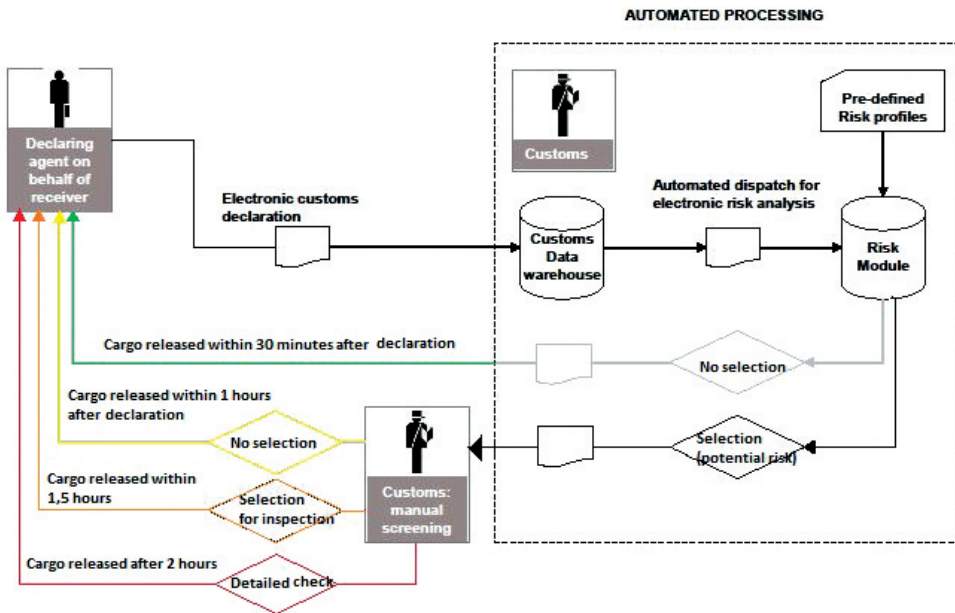 AUTOMATED PROCESSING
Declaring
agent on
behalf of
receiver
Customs
Pre-defined
Risk profiles
Electronic customs
declaration
Automated dispatch for
electronic risk analysis
Customs
Data
warehouse
Risk
Module
Cargo released within 30 minutes after declaration
No selection
Cargo released within 1 hours
after declaration
No selection
Selection
(potential risk)
Cargo released within
1,5 hours
Selection
for inspection
Customs:
manual
screening
Cargo released after 2 hours
Detailed check